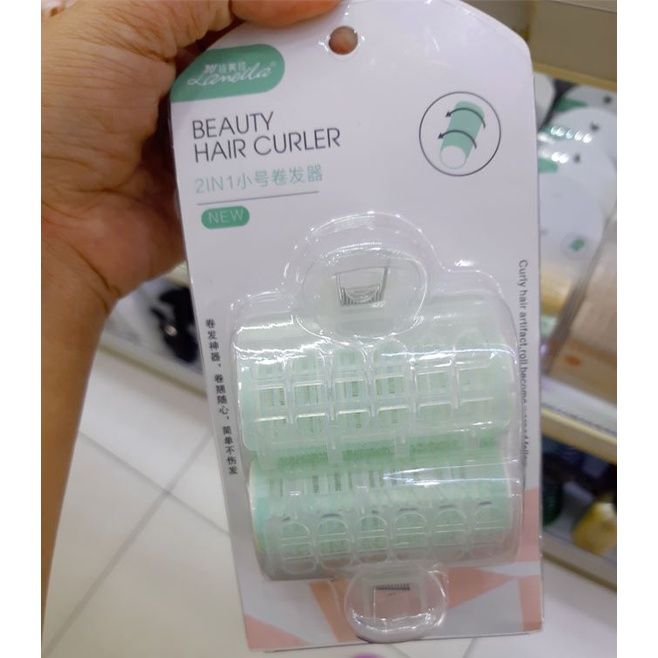 Lamella
BEAUTY
HAIR CURLER
2IN1小号卷发器
NEW
Curly hair artifact,roll become
卷发神器，卷翘随心，简单不伤发